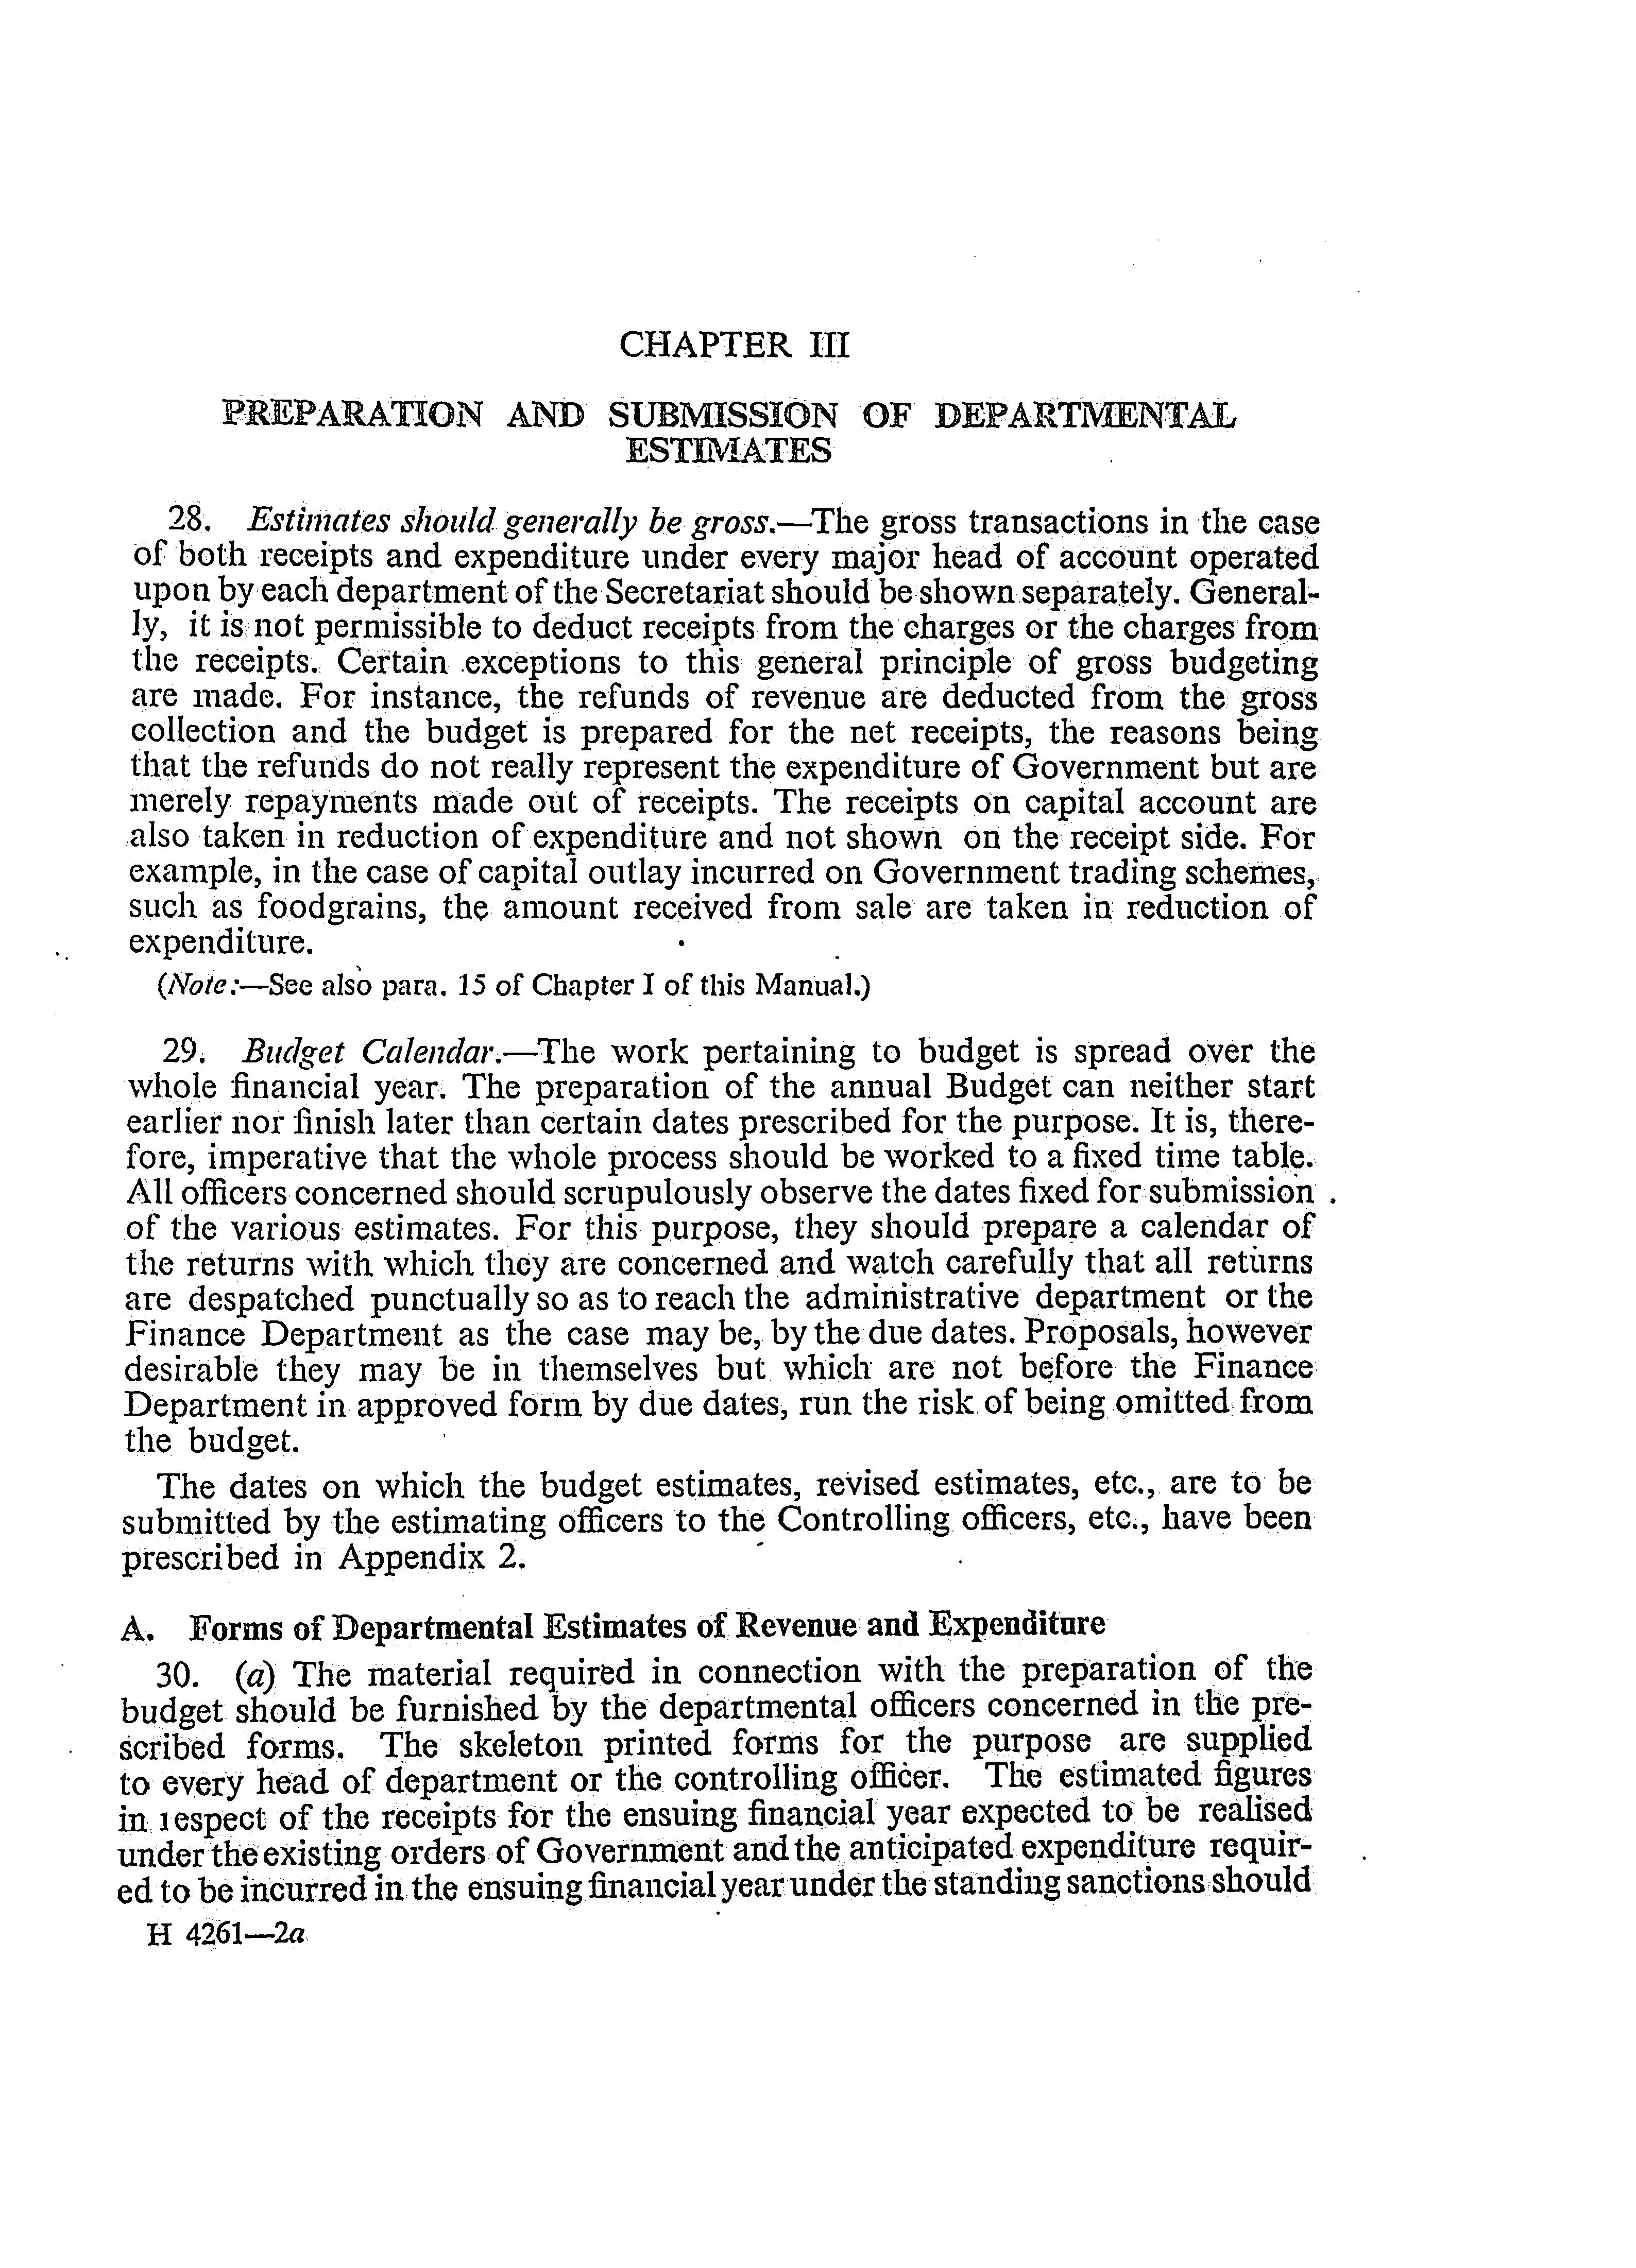 CHAPTER III
PREPARATION AND SUBMISSION OF DEPARTMENTAL
ESTIMATES
28. Estimates should generally be gross.—The gross transactions in the case
of both receipts and expenditure under every major head of account operated
upon by each department of the Secretariat should be shown separately. General-
ly, it is not permissible to deduct receipts from the charges or the charges from
the receipts. Certain exceptions to this general principle of gross budgeting
are made. For instance, the refunds of revenue are deducted from the gross
collection and the budget is prepared for the net receipts, the reasons being
that the refunds do not really represent the expenditure of Government but are
merely repayments made out of receipts. The receipts on capital account are
also taken in reduction of expenditure and not shown on the receipt side. For
example, in the case of capital outlay incurred on Government trading schemes,
such as foodgrains, the amount received from sale are taken in reduction of
expenditure.
(Note:—See also para. 15 of Chapter I of this Manual.)
29. Budget Calendar.—The work pertaining to budget is spread over the
whole financial year. The preparation of the annual Budget can neither start
earlier nor finish later than certain dates prescribed for the purpose. It is, there-
fore, imperative that the whole process should be worked to a fixed time table.
All officers concerned should scrupulously observe the dates fixed for submission
of the various estimates. For this purpose, they should prepare a calendar of
the returns with which they are concerned and watch carefully that all returns
are despatched punctually so as to reach the administrative department or the
Finance Department as the case may be, by the due dates. Proposals, however
desirable they may be in themselves but which are not before the Finance
Department in approved form by due dates, run the risk of being omitted from
the budget.
The dates on which the budget estimates, revised estimates, etc., are to be
submitted by the estimating officers to the Controlling officers, etc., have been
prescribed in Appendix 2.
A. Forms of Departmental Estimates of Revenue and Expenditure
30. (a) The material required in connection with the preparation of the
budget should be furnished by the departmental officers concerned in the pre-
scribed forms. The skeleton printed forms for the purpose are supplied
to every head of department or the controlling officer. The estimated figures
in respect of the receipts for the ensuing financial year expected to be realised
under the existing orders of Government and the anticipated expenditure requir-
ed to be incurred in the ensuing financial year under the standing sanctions should
H 4261—2a